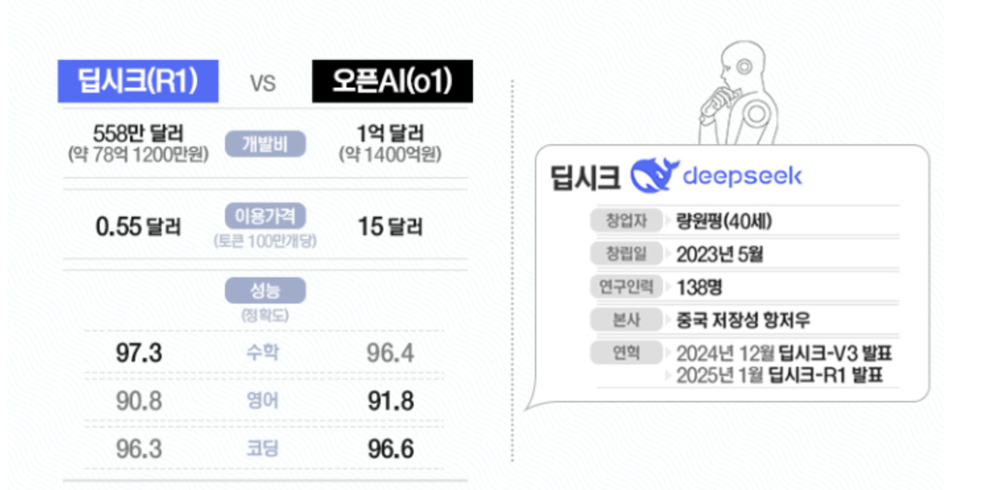 딥시크(R1) VS 오픈AI(o1)
558만 달러 개발비 1억 달러
(약 78억 1200만원) (약 1400억원)
0.55 달러 이용가격 15 달러
(토큰 100만개당)
성능
(정확도)
97.3 수학 96.4
90.8 영어 91.8
96.3 코딩 96.6
딥시크 deepseek
창업자 량원펑(40세)
창립일 2023년 5월
연구인력 138명
본사 중국 저장성 항저우
연혁 2024년 12월 딥시크-V3 발표
2025년 1월 딥시크-R1 발표